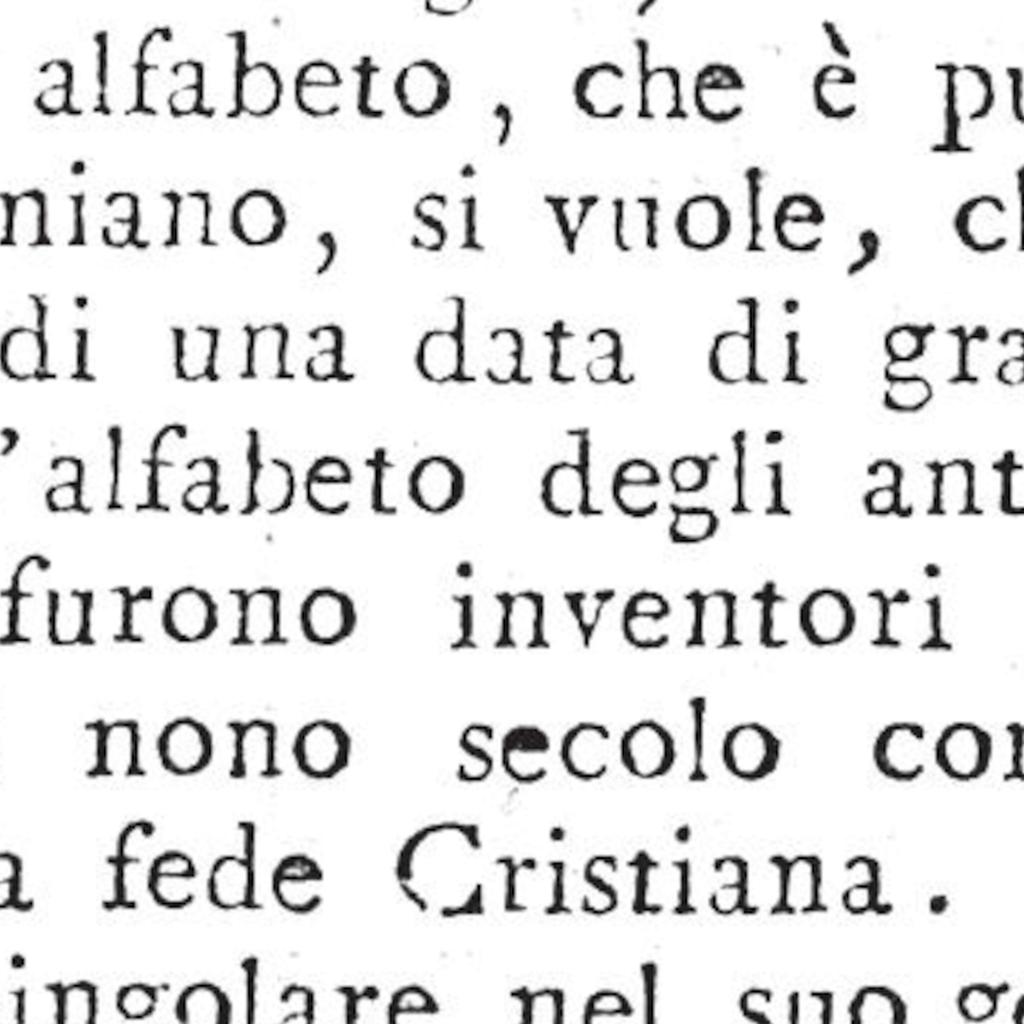 alfabeto, che è pu
niano, si vuole, ch
di una data di gra
'alfabeto degli ant
furono inventori
nono secolo con
a fede Cristiana.
ingolare nel suo ge